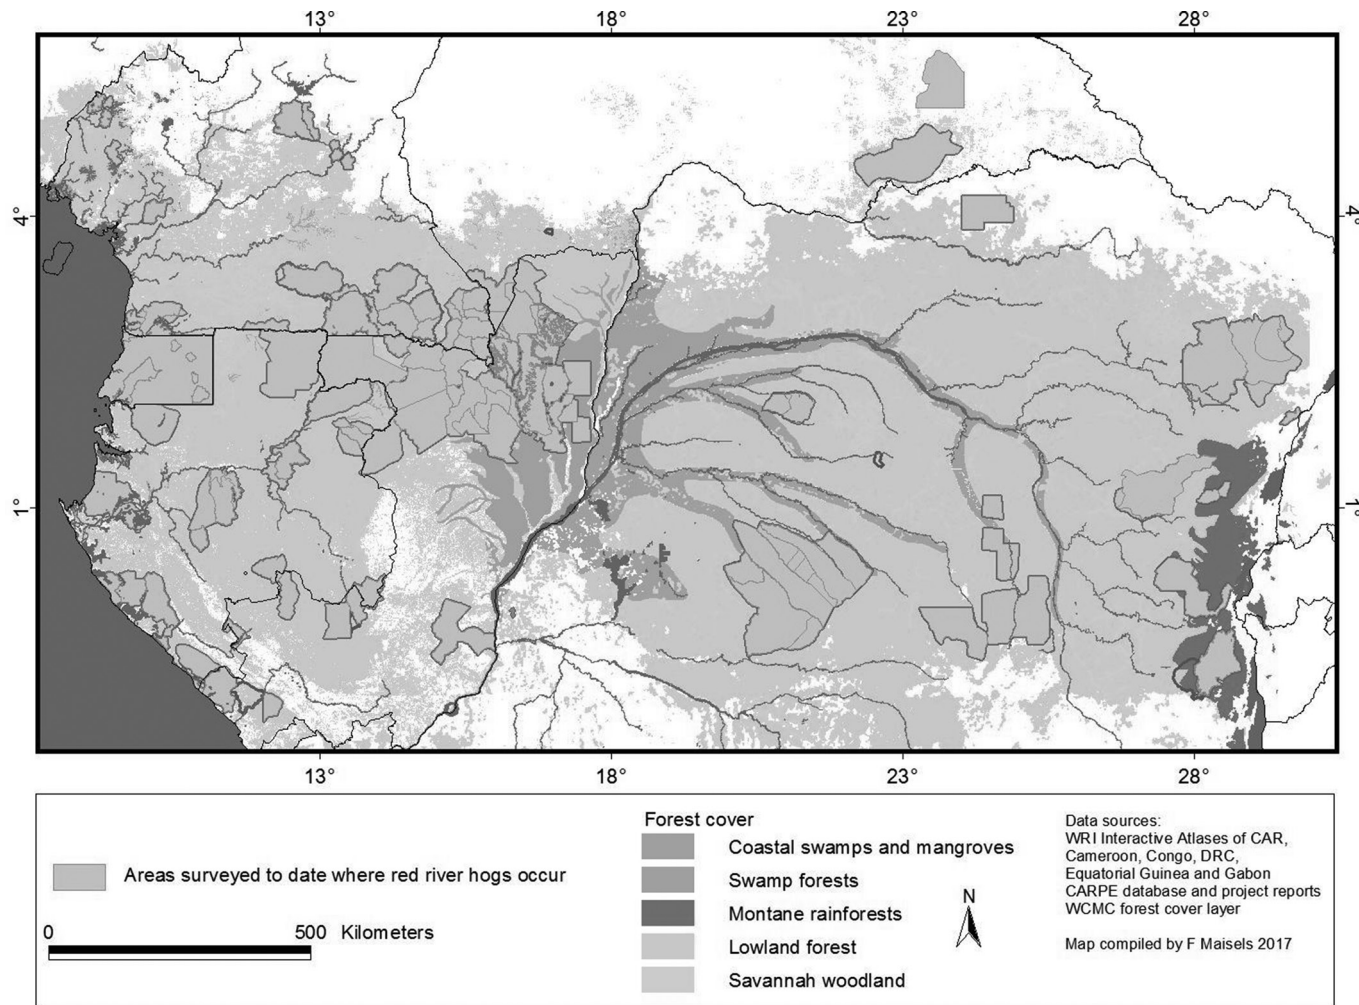 13° 18° 23° 28°
4° 4°
1° 1°
13° 18° 23° 28°
Areas surveyed to date where red river hogs occur
0 500 Kilometers
Forest cover
Coastal swamps and mangroves
Swamp forests
Montane rainforests
Lowland forest
Savannah woodland
N
Data sources:
WRI Interactive Atlases of CAR,
Cameroon, Congo, DRC,
Equatorial Guinea and Gabon
CARPE database and project reports
WCMC forest cover layer
Map compiled by F Maisels 2017